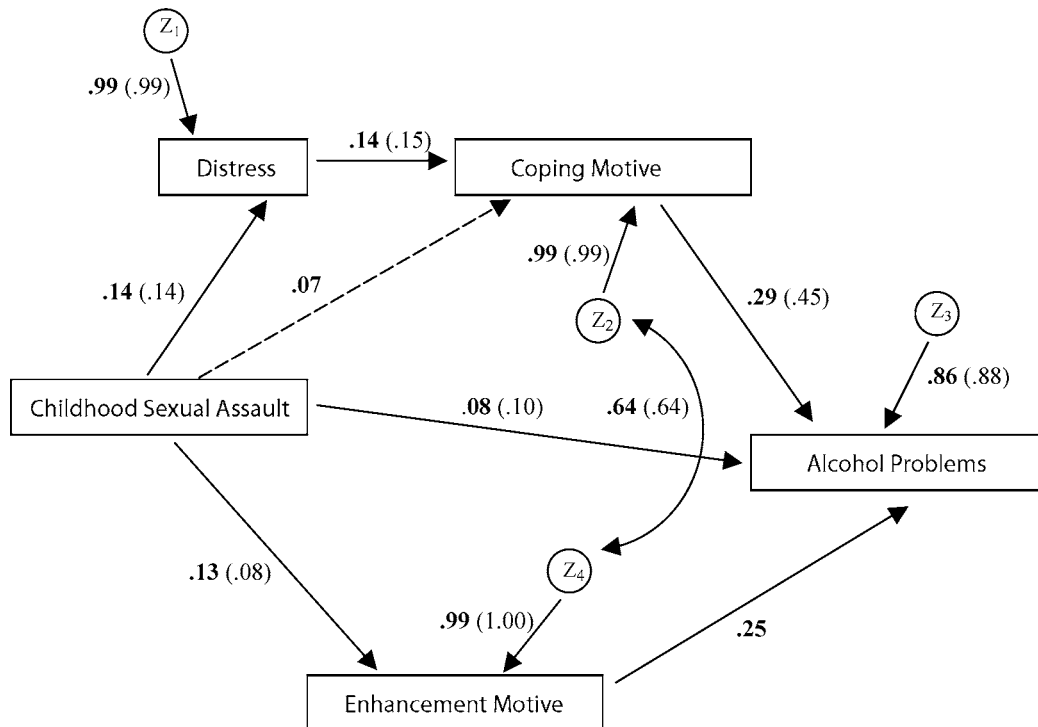 Z1
.99 (.99)
Distress
.14 (.15)
Coping Motive
.14 (.14)
.07
.99 (.99)
Z2
.29 (.45)
Z3
.86 (.88)
Childhood Sexual Assault
.08 (.10)
.64 (.64)
Alcohol Problems
.13 (.08)
Z4
.99 (1.00)
.25
Enhancement Motive